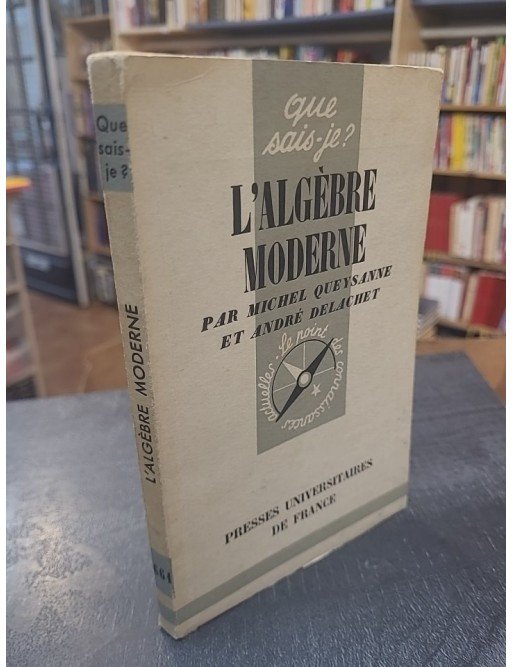 Que
sais-
je?
L'ALGÈBRE MODERNE
664
que
sais-je?
L'ALGÈBRE
MODERNE
PAR MICHEL QUEYSANNE
ET ANDRÉ DELACHET
Le point des connaissances actuelles
PRESSES UNIVERSITAIRES
DE FRANCE